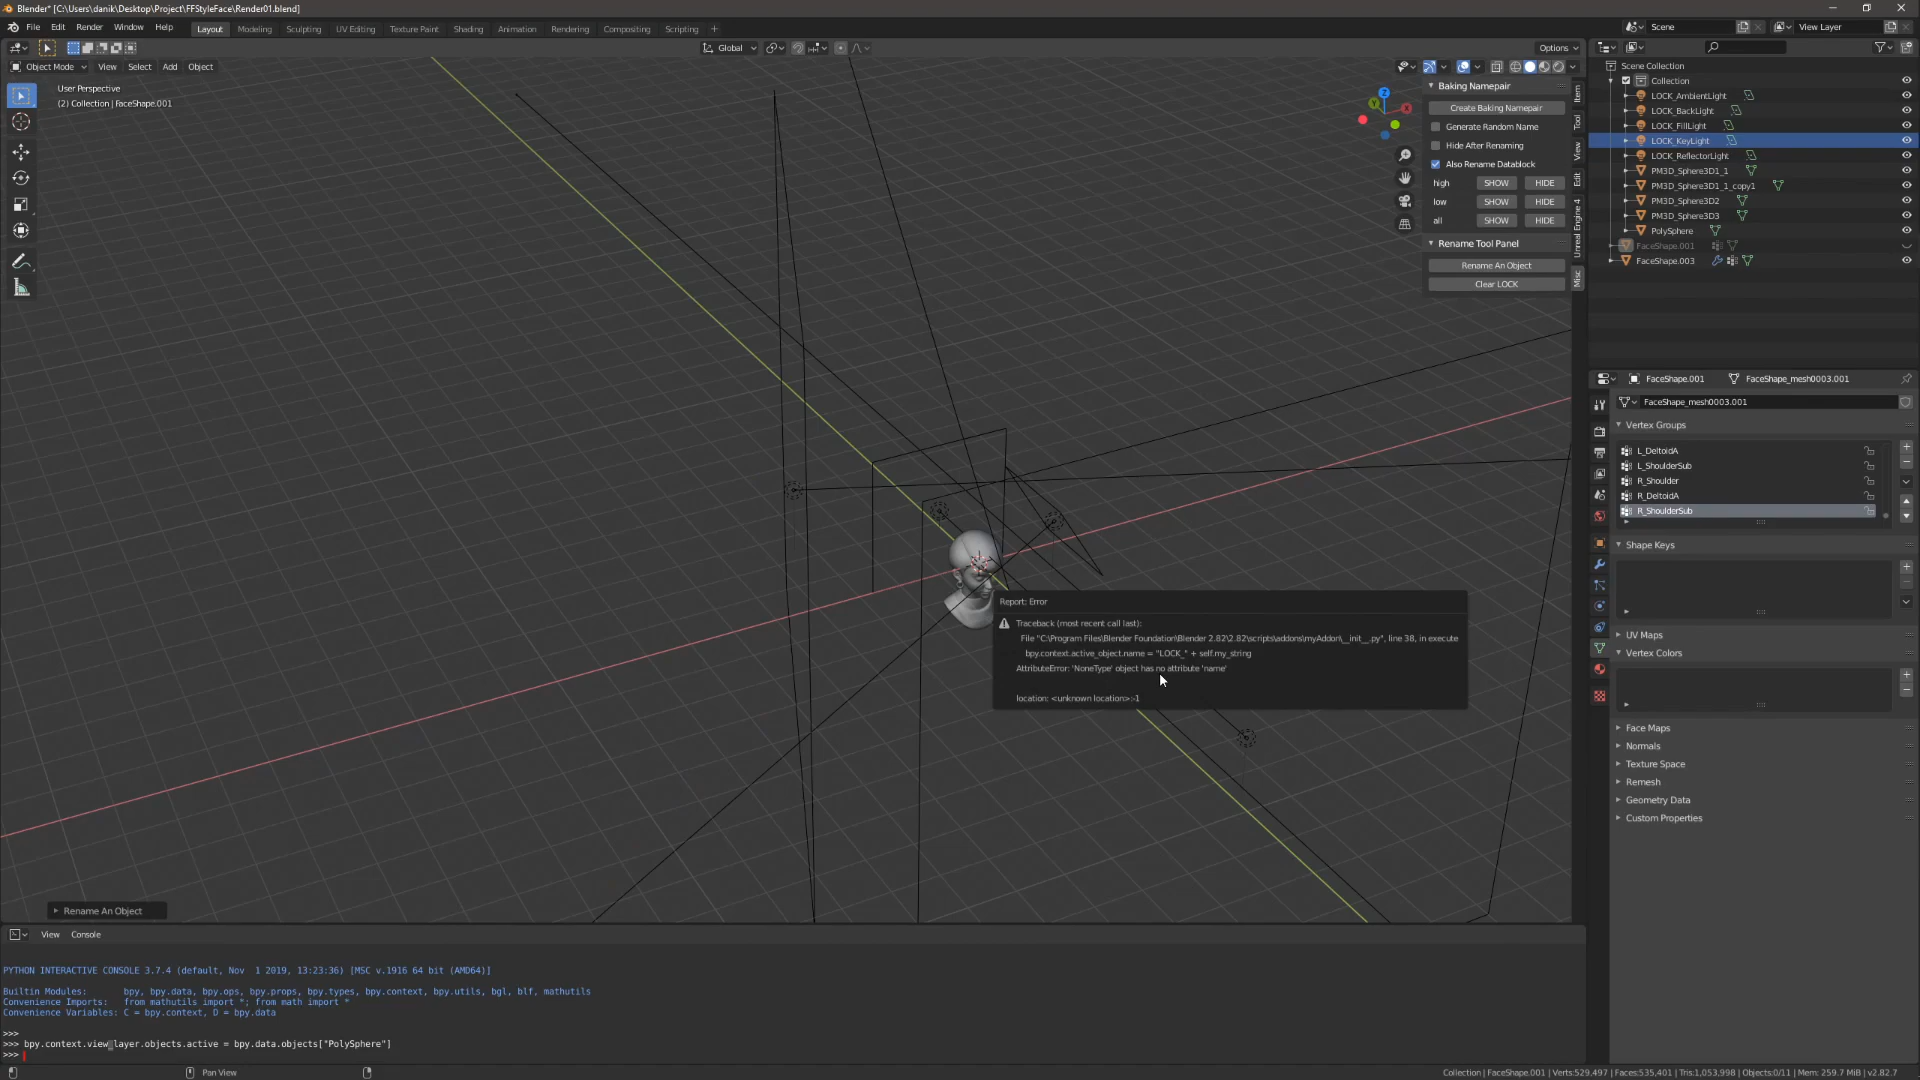 Blender* [C:\Users\danik\Desktop\Project\FFStyleFace\Render01.blend]
File Edit Render Window Help
Layout Modeling Sculpting UV Editing Texture Paint Shading Animation Rendering Compositing Scripting +
Scene
View Layer
Global
Options
Object Mode View Select Add Object
User Perspective
(2) Collection | FaceShape.001
Z
Y
X
Baking Namepair
Create Baking Namepair
Generate Random Name
Hide After Renaming
Also Rename Datablock
high SHOW HIDE
low SHOW HIDE
all SHOW HIDE
Rename Tool Panel
Rename An Object
Clear LOCK
Item
Tool
View
Edit
Unreal Engine 4
Misc
Scene Collection
Collection
LOCK_AmbientLight
LOCK_BackLight
LOCK_FillLight
LOCK_KeyLight
LOCK_ReflectorLight
PM3D_Sphere3D1_1
PM3D_Sphere3D1_1_copy1
PM3D_Sphere3D2
PM3D_Sphere3D3
PolySphere
FaceShape.001
FaceShape.003
FaceShape.001 FaceShape_mesh0003.001
FaceShape_mesh0003.001
Vertex Groups
L_DeltoidA
L_ShoulderSub
R_Shoulder
R_DeltoidA
R_ShoulderSub
Shape Keys
UV Maps
Vertex Colors
Face Maps
Normals
Texture Space
Remesh
Geometry Data
Custom Properties
Report: Error
Traceback (most recent call last):
File "C:\Program Files\Blender Foundation\Blender 2.82\2.82\scripts\addons\myAddon\__init__.py", line 38, in execute
bpy.context.active_object.name = "LOCK_" + self.my_string
AttributeError: 'NoneType' object has no attribute 'name'
location: <unknown location>:-1
Rename An Object
View Console
PYTHON INTERACTIVE CONSOLE 3.7.4 (default, Nov  1 2019, 13:23:36) [MSC v.1916 64 bit (AMD64)]
Builtin Modules: bpy, bpy.data, bpy.ops, bpy.props, bpy.types, bpy.context, bpy.utils, bgl, blf, mathutils
Convenience Imports: from mathutils import *; from math import *
Convenience Variables: C = bpy.context, D = bpy.data
>>>
>>> bpy.context.view_layer.objects.active = bpy.data.objects["PolySphere"]
>>>
Pan View
Collection | FaceShape.001 | Verts:529,497 | Faces:535,401 | Tris:1,053,998 | Objects:0/11 | Mem: 259.7 MiB | v2.82.7